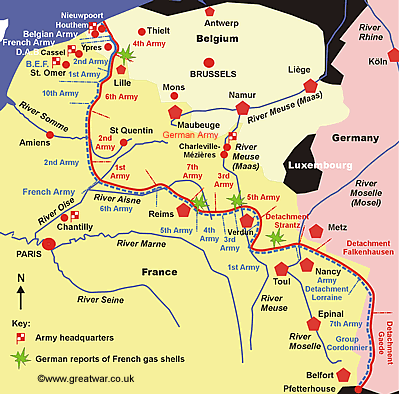 Nieuwpoort
Houthem
Belgian Army
French Army
D.A.
Cassel
Ypres
B.E.F.
St. Omer
Thielt
4th Army
2nd Army
1st Army
Lille
10th Army
6th Army
Antwerp
Belgium
BRUSSELS
Mons
Liège
Namur
River Meuse (Maas)
Maubeuge
German Army
Charleville-
Mézières
River
Meuse
(Maas)
River
Rhine
Köln
Germany
Luxembourg
River
Moselle
(Mosel)
River Somme
Amiens
St Quentin
2nd Army
2nd Army
1st
Army
7th
Army
3rd
Army
5th Army
French Army
River Oise
River Aisne
6th Army
Chantilly
Reims
5th Army
4th
Army
3rd
Army
Verdun
Detachment
Strantz
Metz
Detachment
Falkenhausen
PARIS
River Marne
1st Army
Toul
Nancy
Army
Detachment
Lorraine
France
River Seine
River
Meuse
Epinal
7th Army
Group
Cordonnier
River
Moselle
Detachment
Gaede
Belfort
Pfetterhouse
N
Key:
Army headquarters
German reports of French gas shells
©www.greatwar.co.uk